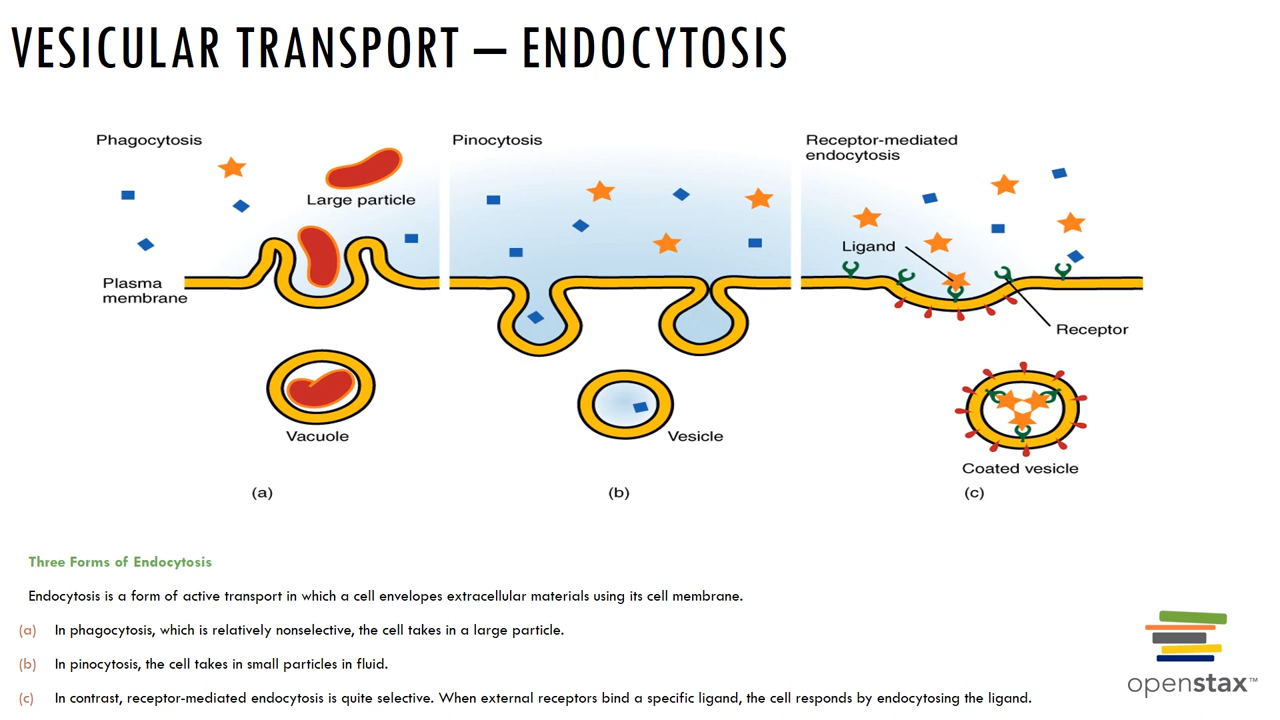 VESICULAR TRANSPORT – ENDOCYTOSIS
Phagocytosis
Large particle
Plasma
membrane
Vacuole
(a)
Pinocytosis
Vesicle
(b)
Receptor-mediated
endocytosis
Ligand
Receptor
Coated vesicle
(c)
Three Forms of Endocytosis
Endocytosis is a form of active transport in which a cell envelopes extracellular materials using its cell membrane.
(a) In phagocytosis, which is relatively nonselective, the cell takes in a large particle.
(b) In pinocytosis, the cell takes in small particles in fluid.
(c) In contrast, receptor-mediated endocytosis is quite selective. When external receptors bind a specific ligand, the cell responds by endocytosing the ligand.
openstax™